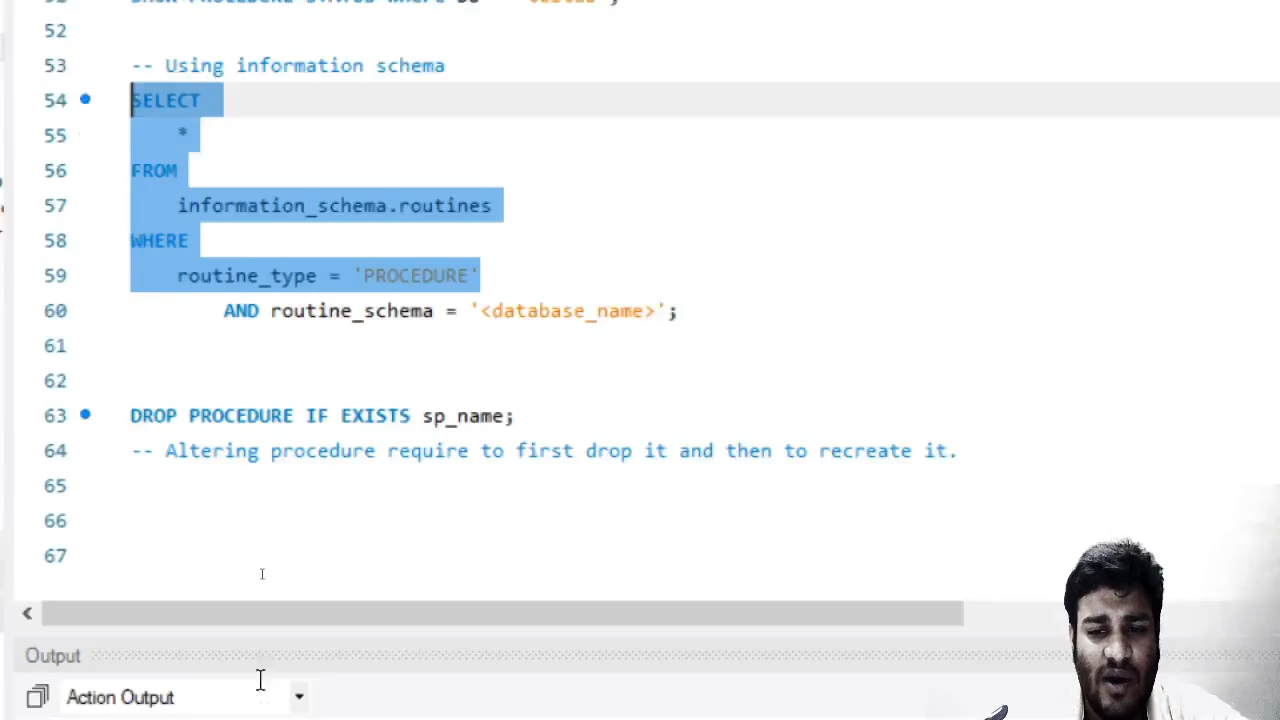 52
53 -- Using information schema
54 SELECT
55 *
56 FROM
57 information_schema.routines
58 WHERE
59 routine_type = 'PROCEDURE'
60 AND routine_schema = '<database_name>';
61
62
63 DROP PROCEDURE IF EXISTS sp_name;
64 -- Altering procedure require to first drop it and then to recreate it.
65
66
67
Output
Action Output